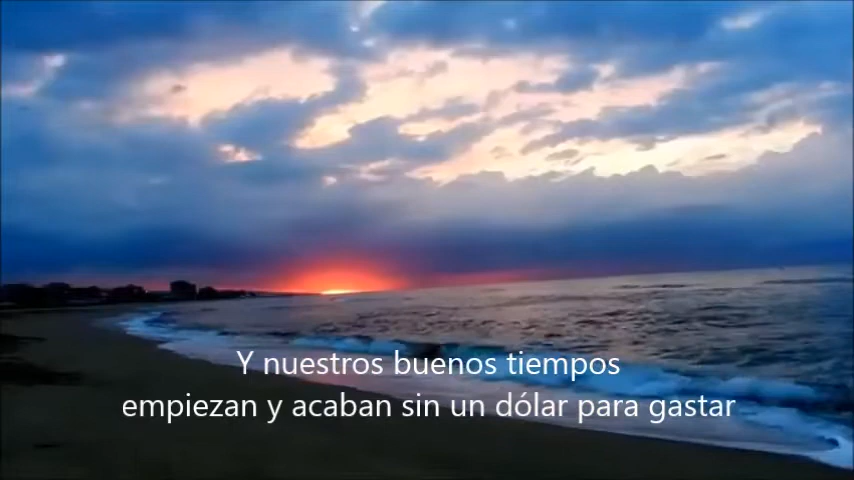 Y nuestros buenos tiempos
empiezan y acaban sin un dólar para gastar